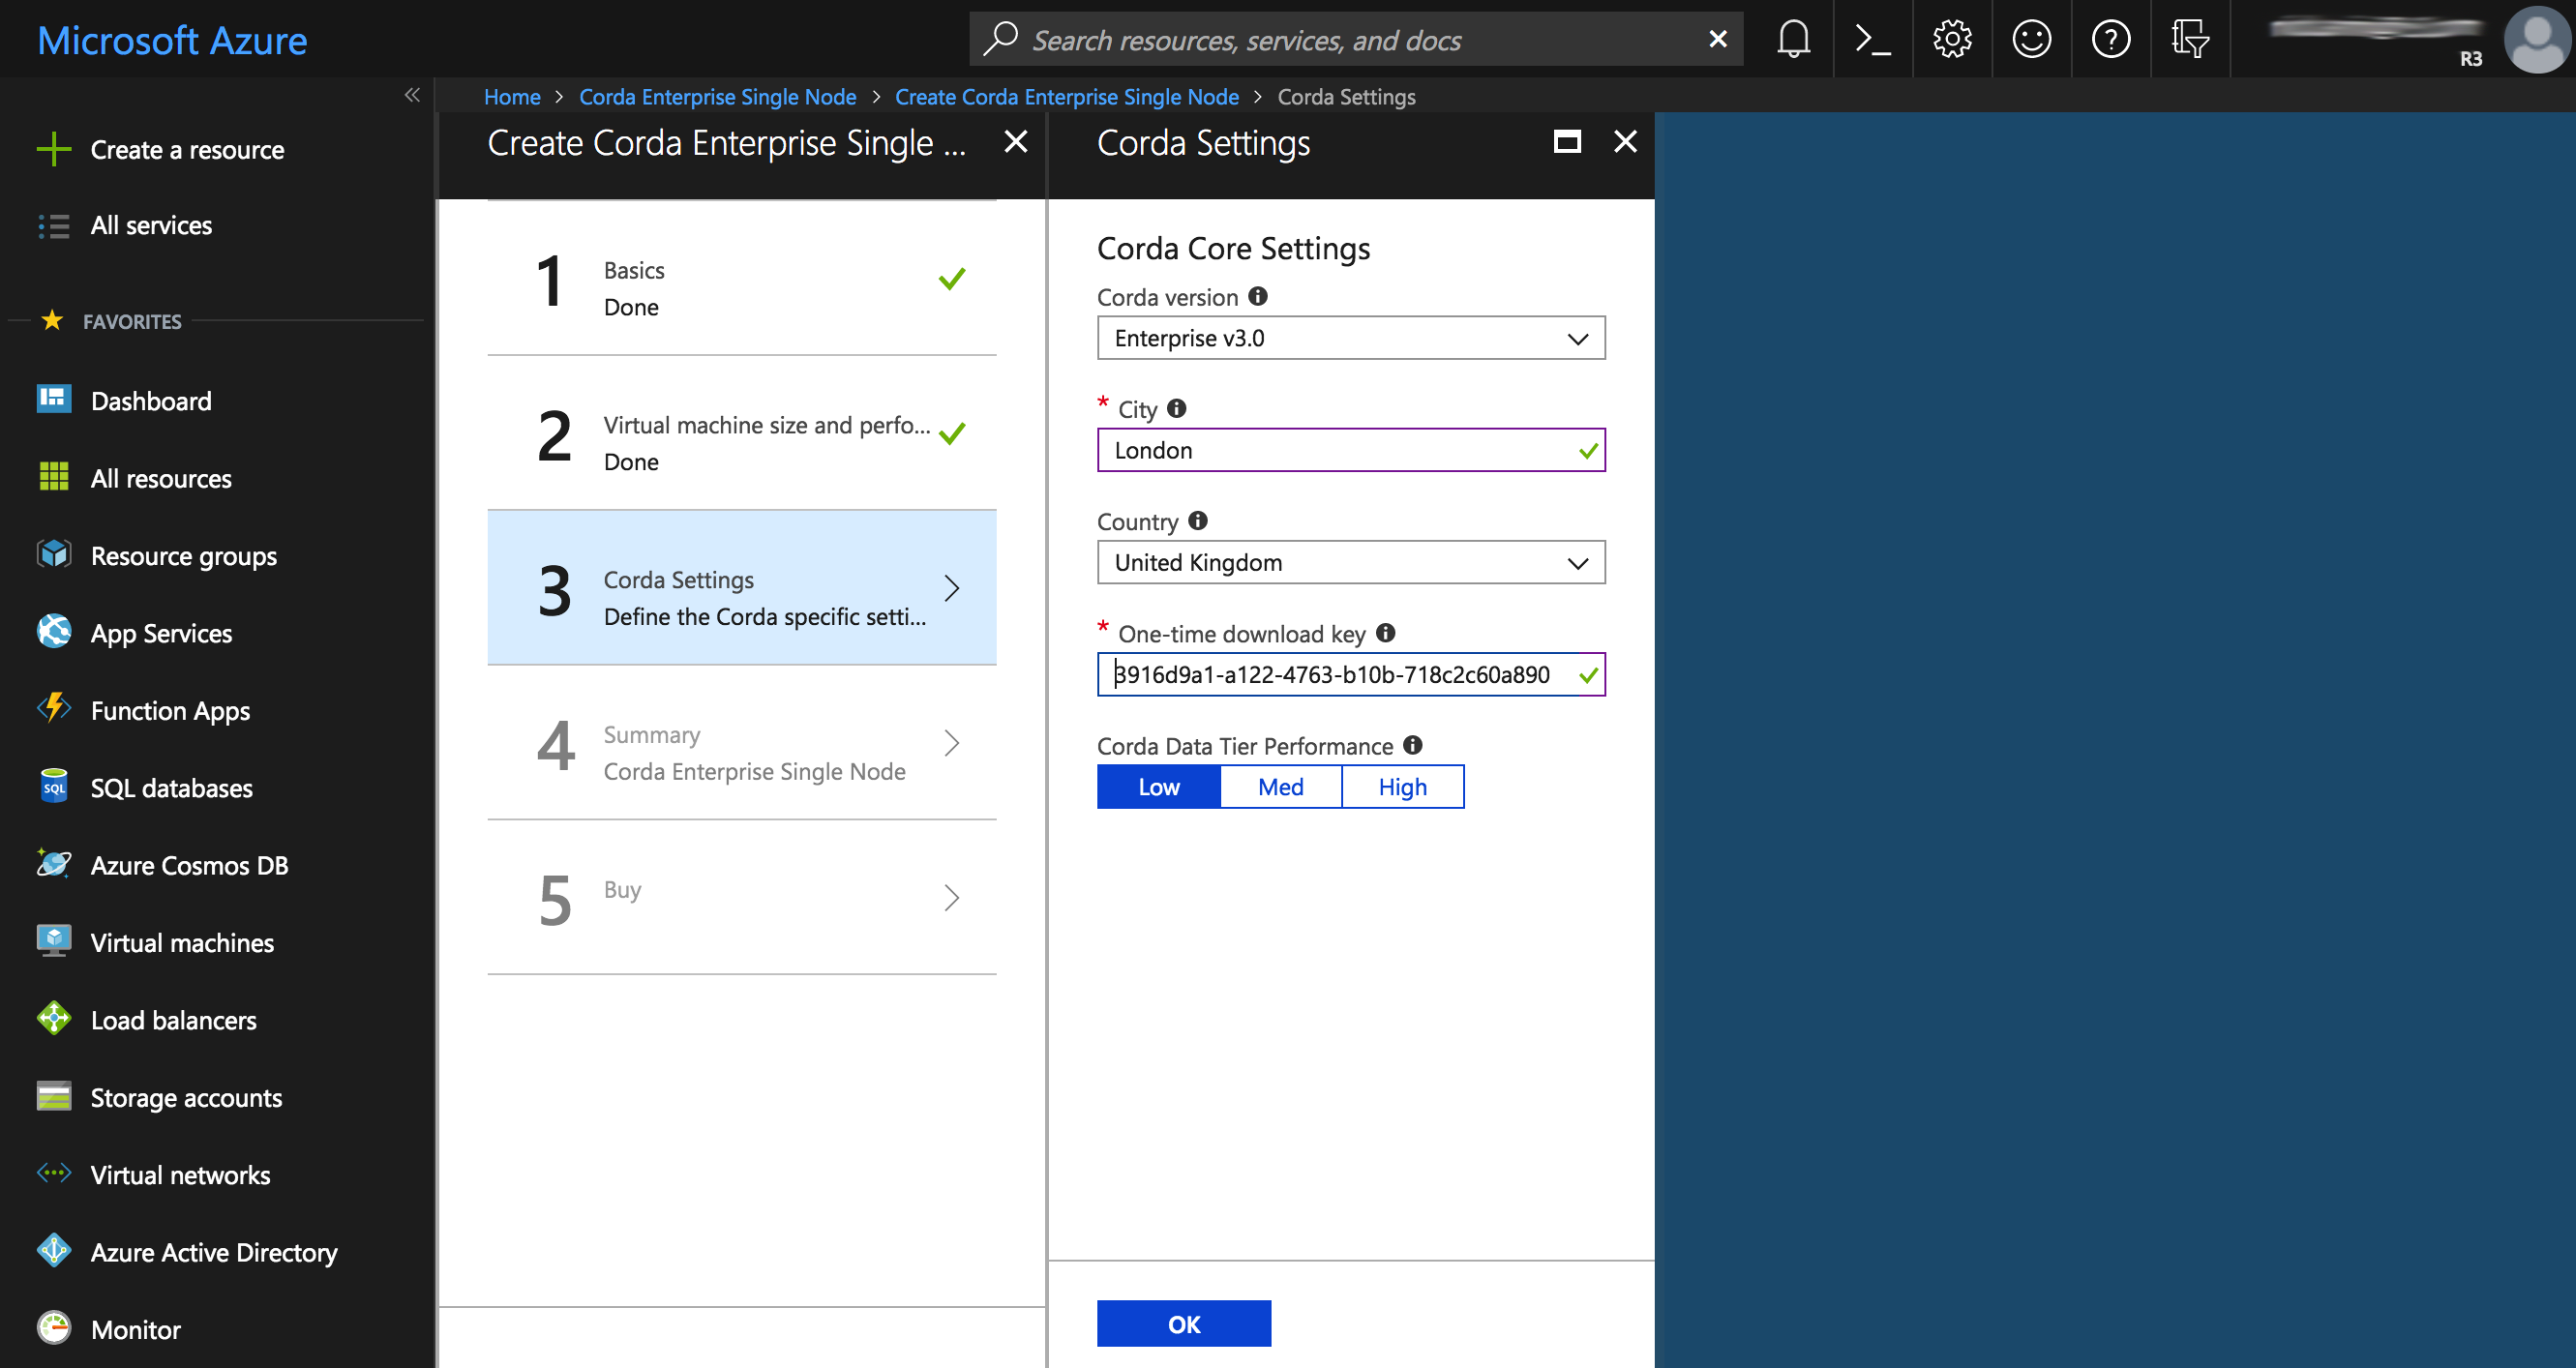 Microsoft Azure
Search resources, services, and docs
R3
Home > Corda Enterprise Single Node > Create Corda Enterprise Single Node > Corda Settings
Create a resource
All services
FAVORITES
Dashboard
All resources
Resource groups
App Services
Function Apps
SQL databases
Azure Cosmos DB
Virtual machines
Load balancers
Storage accounts
Virtual networks
Azure Active Directory
Monitor
Create Corda Enterprise Single ...
1 Basics
Done
2 Virtual machine size and perfo...
Done
3 Corda Settings
Define the Corda specific setti...
4 Summary
Corda Enterprise Single Node
5 Buy
Corda Settings
Corda Core Settings
Corda version
Enterprise v3.0
* City
London
Country
United Kingdom
* One-time download key
3916d9a1-a122-4763-b10b-718c2c60a890
Corda Data Tier Performance
Low Med High
OK